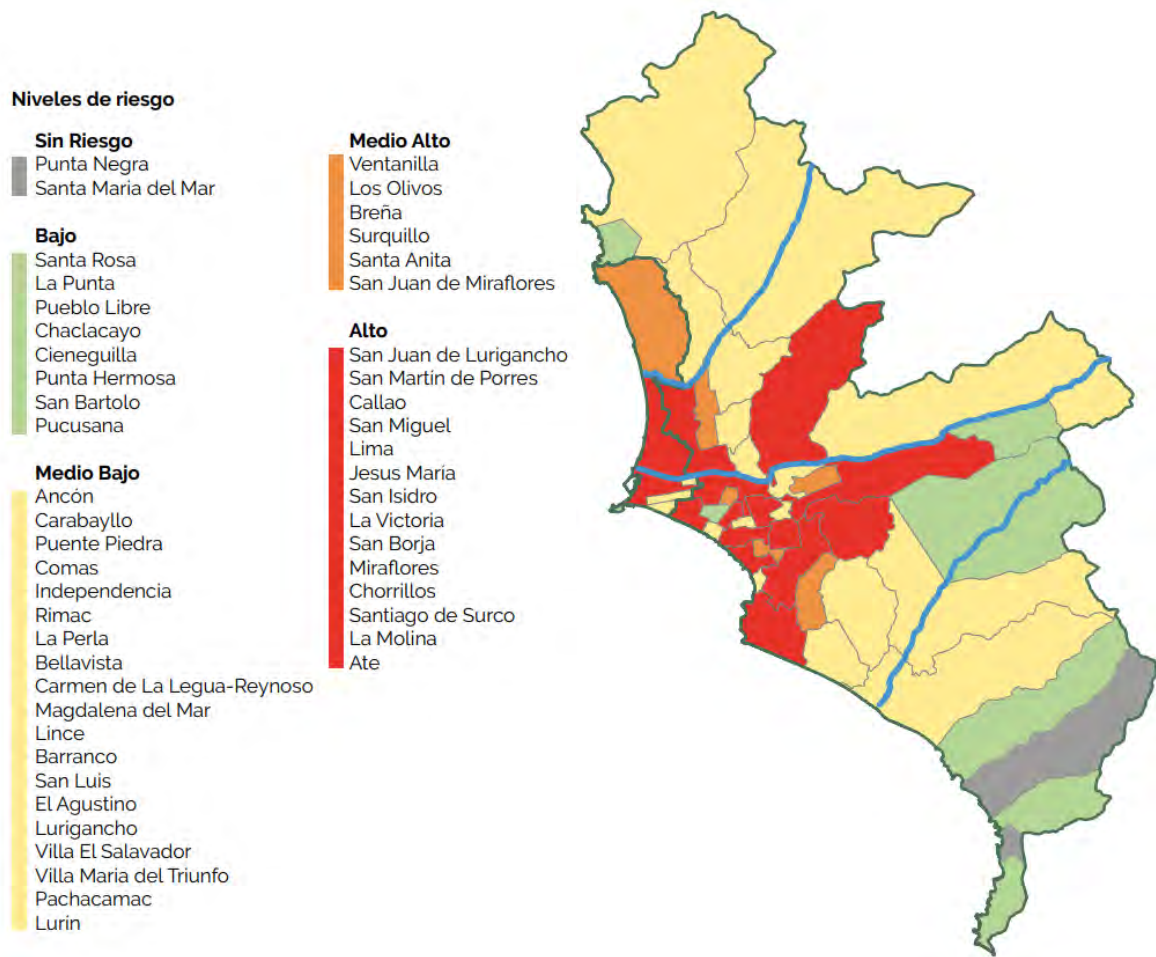 Niveles de riesgo
Sin Riesgo
Punta Negra
Santa Maria del Mar
Bajo
Santa Rosa
La Punta
Pueblo Libre
Chaclacayo
Cieneguilla
Punta Hermosa
San Bartolo
Pucusana
Medio Bajo
Ancón
Carabayllo
Puente Piedra
Comas
Independencia
Rimac
La Perla
Bellavista
Carmen de La Legua-Reynoso
Magdalena del Mar
Lince
Barranco
San Luis
El Agustino
Lurigancho
Villa El Salavador
Villa Maria del Triunfo
Pachacamac
Lurin
Medio Alto
Ventanilla
Los Olivos
Breña
Surquillo
Santa Anita
San Juan de Miraflores
Alto
San Juan de Lurigancho
San Martín de Porres
Callao
San Miguel
Lima
Jesus María
San Isidro
La Victoria
San Borja
Miraflores
Chorrillos
Santiago de Surco
La Molina
Ate